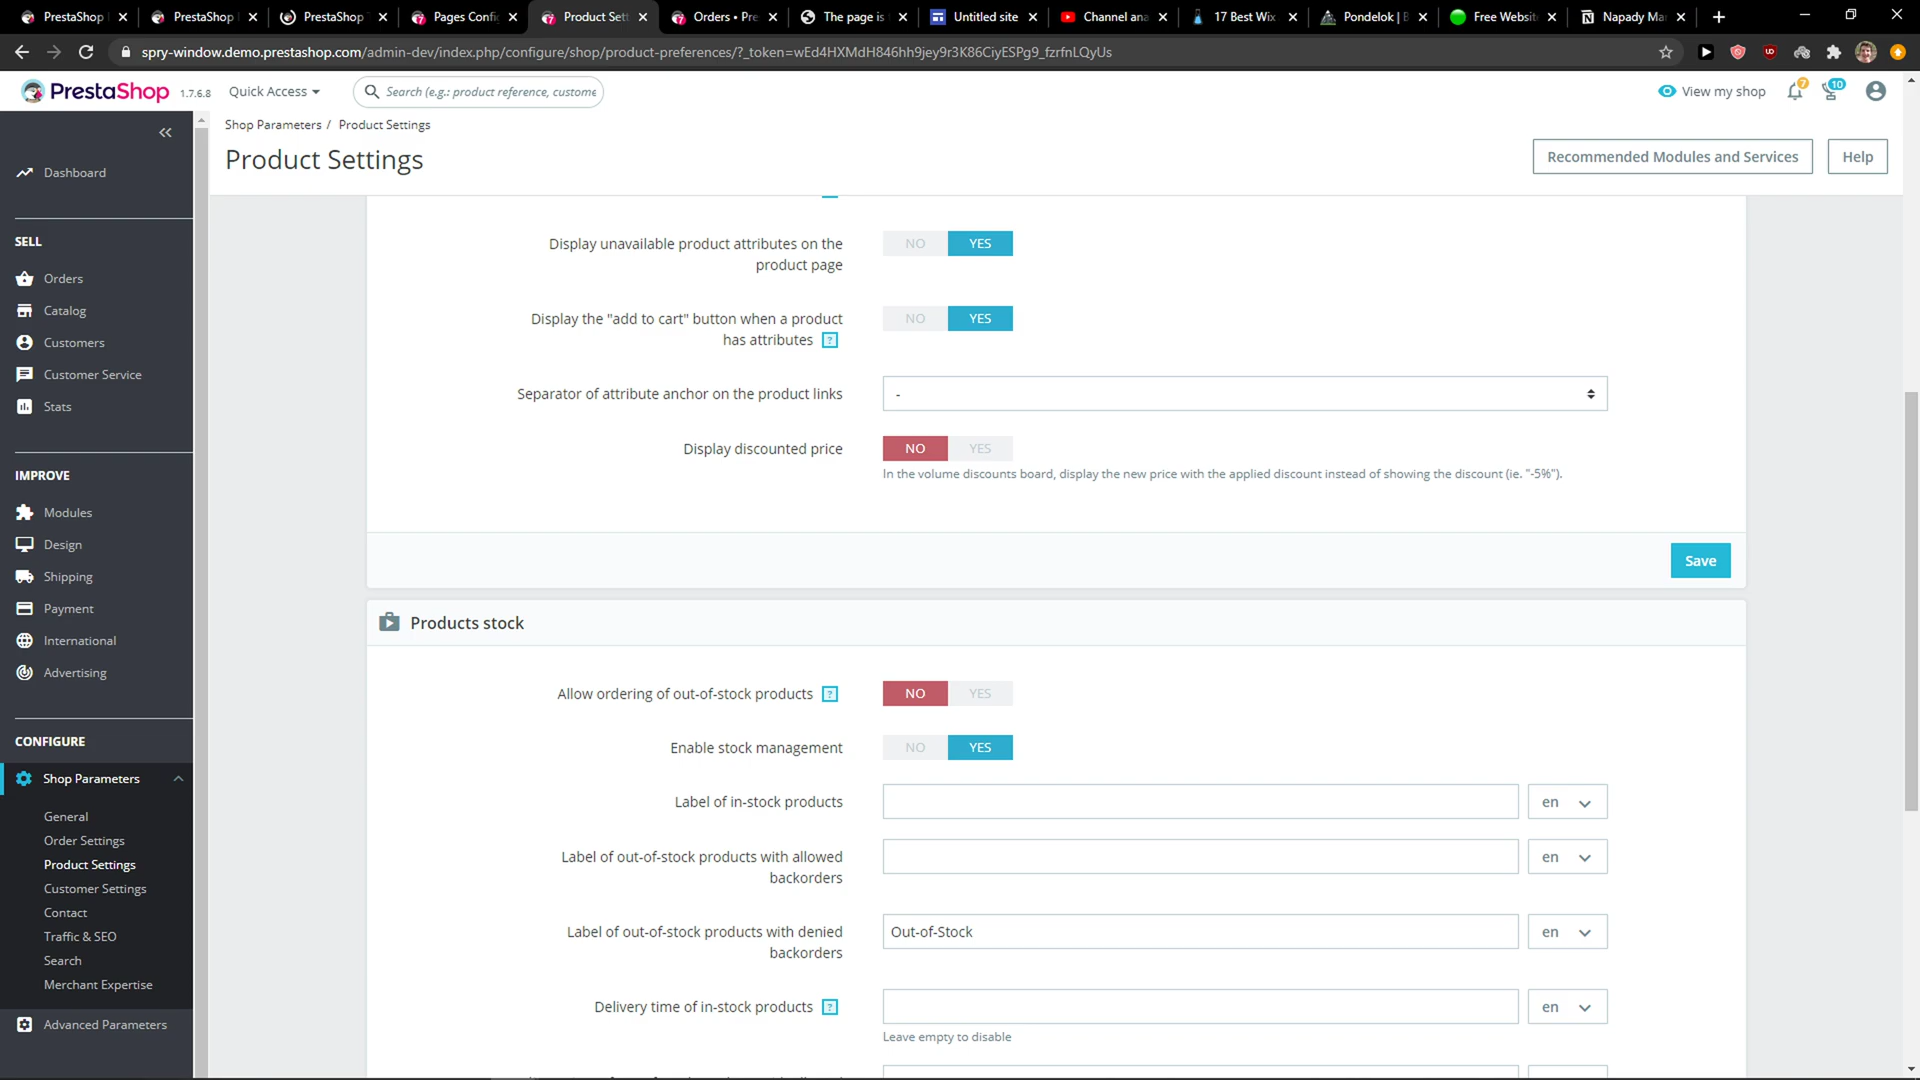 PrestaShop
PrestaShop
PrestaShop
Pages Config
Product Sett
Orders • Pre
The page is
Untitled site
Channel ana
17 Best Wix
Pondelok | B
Free Websit
Napady Ma
spry-window.demo.prestashop.com/admin-dev/index.php/configure/shop/product-preferences/?_token=wEd4HXMdH846hh9jey9r3K86CiyESPg9_fzrfnLQyUs
PrestaShop 1.7.6.8
Quick Access
Search (e.g.: product reference, custome
View my shop
7
10
Shop Parameters / Product Settings
Product Settings
Recommended Modules and Services
Help
Dashboard
SELL
Orders
Catalog
Customers
Customer Service
Stats
IMPROVE
Modules
Design
Shipping
Payment
International
Advertising
CONFIGURE
Shop Parameters
General
Order Settings
Product Settings
Customer Settings
Contact
Traffic & SEO
Search
Merchant Expertise
Advanced Parameters
Display unavailable product attributes on the
product page
NO YES
Display the "add to cart" button when a product
has attributes ?
NO YES
Separator of attribute anchor on the product links
-
Display discounted price
NO YES
In the volume discounts board, display the new price with the applied discount instead of showing the discount (ie. "-5%").
Save
Products stock
Allow ordering of out-of-stock products ?
NO YES
Enable stock management
NO YES
Label of in-stock products
en
Label of out-of-stock products with allowed
backorders
en
Label of out-of-stock products with denied
backorders
Out-of-Stock
en
Delivery time of in-stock products ?
en
Leave empty to disable